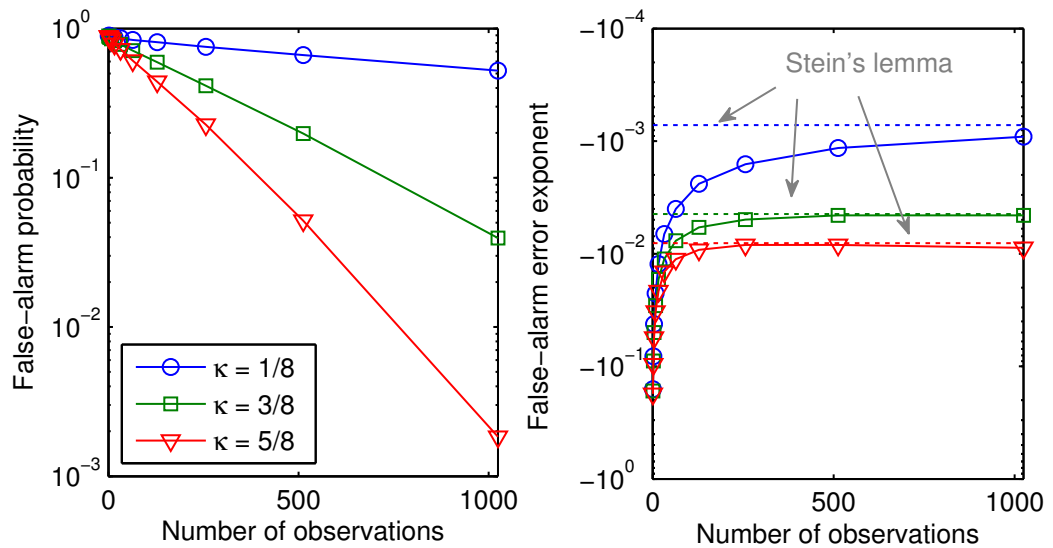 10^0
10^-1
10^-2
10^-3
False-alarm probability
κ = 1/8
κ = 3/8
κ = 5/8
0
500
1000
Number of observations
-10^-4
-10^-3
-10^-2
-10^-1
-10^0
False-alarm error exponent
Stein's lemma
0
500
1000
Number of observations